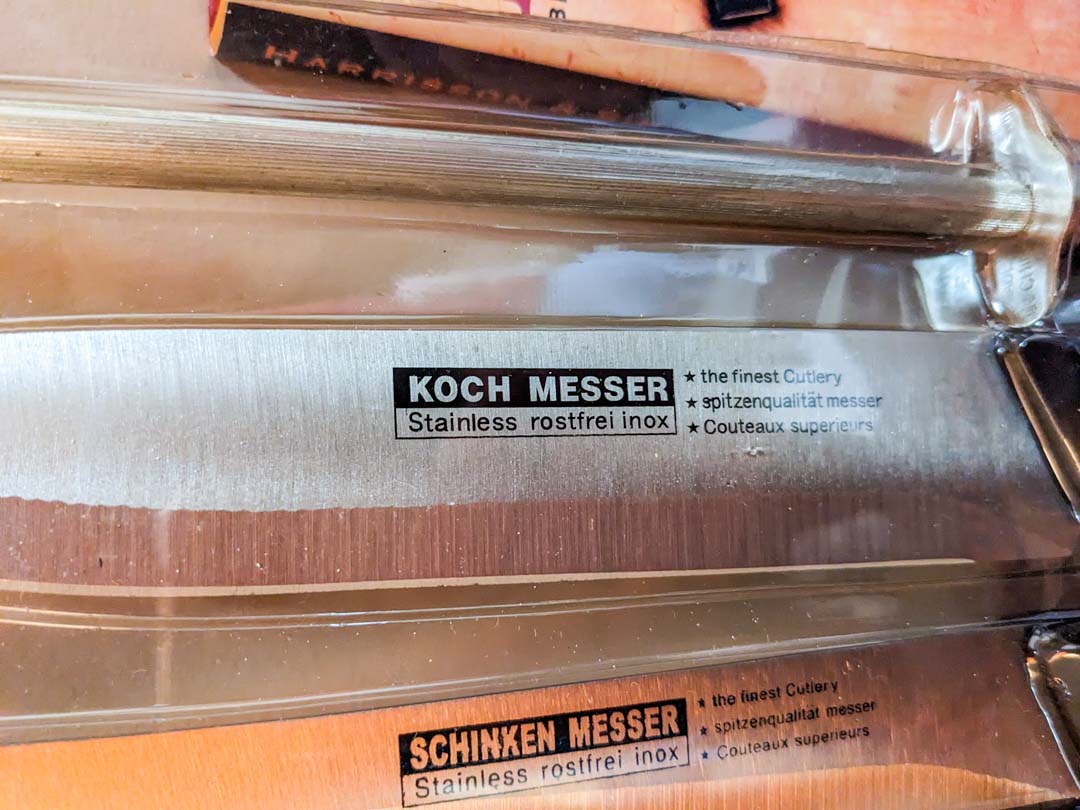 KOCH MESSER
Stainless rostfrei inox
★ the finest Cutlery
★ spitzenqualität messer
★ Couteaux superieurs
SCHINKEN MESSER
Stainless rostfrei inox
★ the finest Cutlery
★ spitzenqualität messer
★ Couteaux superieurs